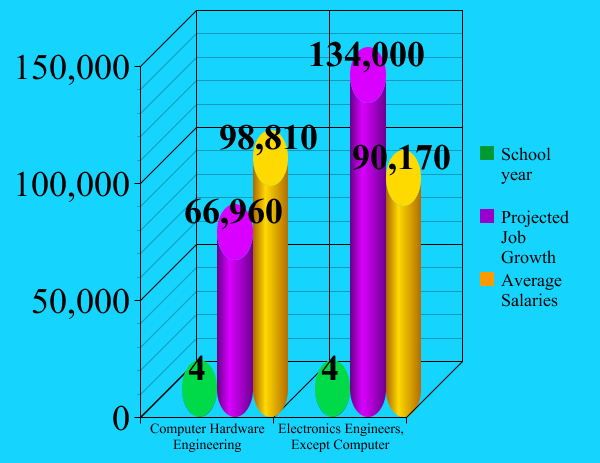 150,000
100,000
50,000
0
134,000
98,810
90,170
66,960
4
4
Computer Hardware
Engineering
Electronics Engineers,
Except Computer
School
year
Projected
Job
Growth
Average
Salaries